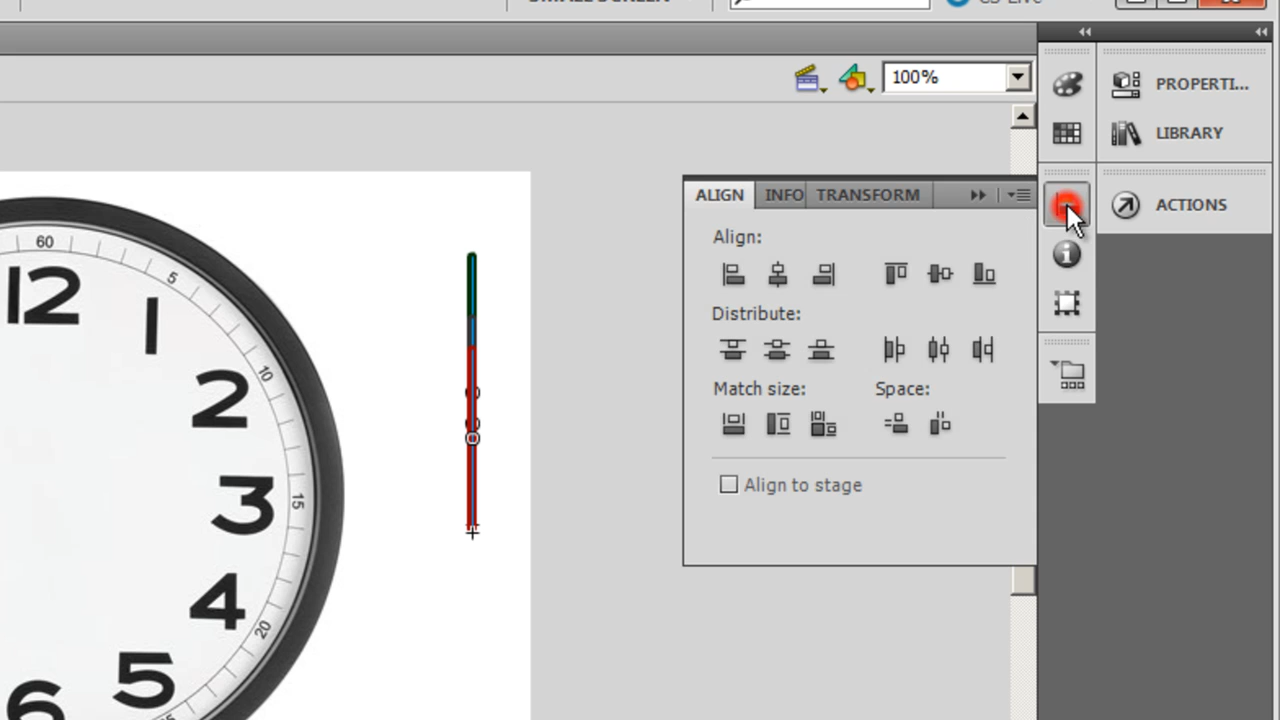 100%
PROPERTI...
LIBRARY
ACTIONS
ALIGN INFO TRANSFORM
Align:
Distribute:
Match size: Space:
Align to stage
60
5
10
15
20
12
1
2
3
4
5
6